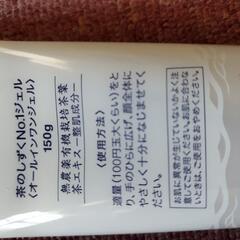 茶のしずくNo.1ジェル
〈オールインワンジェル〉
150g
無農薬有機栽培茶葉
茶エキス－整肌成分－
〈使用方法〉
適量(100円玉大くらい)をと
り、手のひらに広げ、顔全体に
やさしく十分になじませてく
ださい。
お肌に異常が生じていないかよく注
意してご使用ください。お肌に合わな
いときは、ご使用をおやめください。